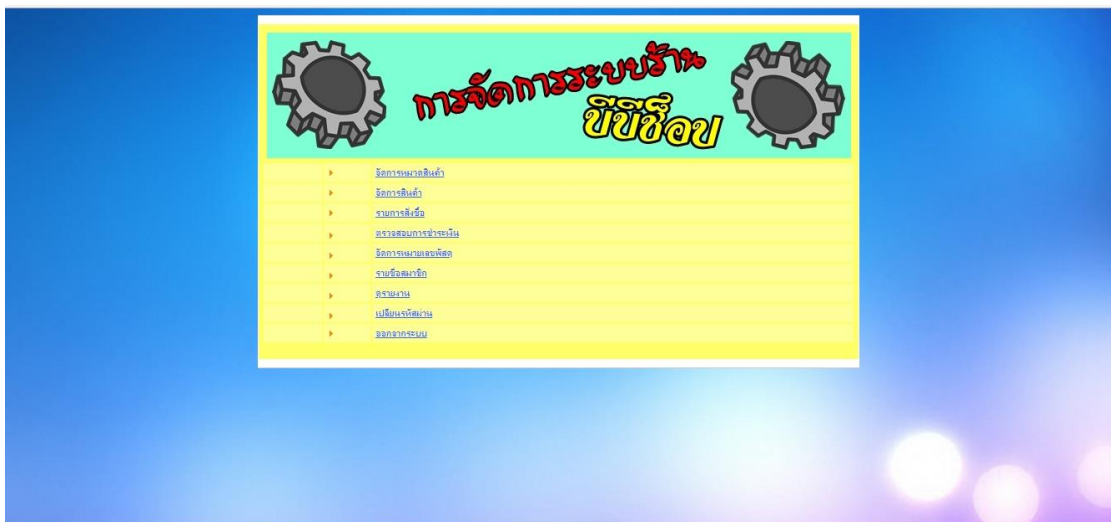 การจัดการระบบร้าน
บีบีช็อป
จัดการหมวดสินค้า
จัดการสินค้า
รายการสั่งซื้อ
ตรวจสอบการชำระเงิน
จัดการหมายเลขพัสดุ
รายชื่อสมาชิก
ดูรายงาน
เปลี่ยนรหัสผ่าน
ออกจากระบบ